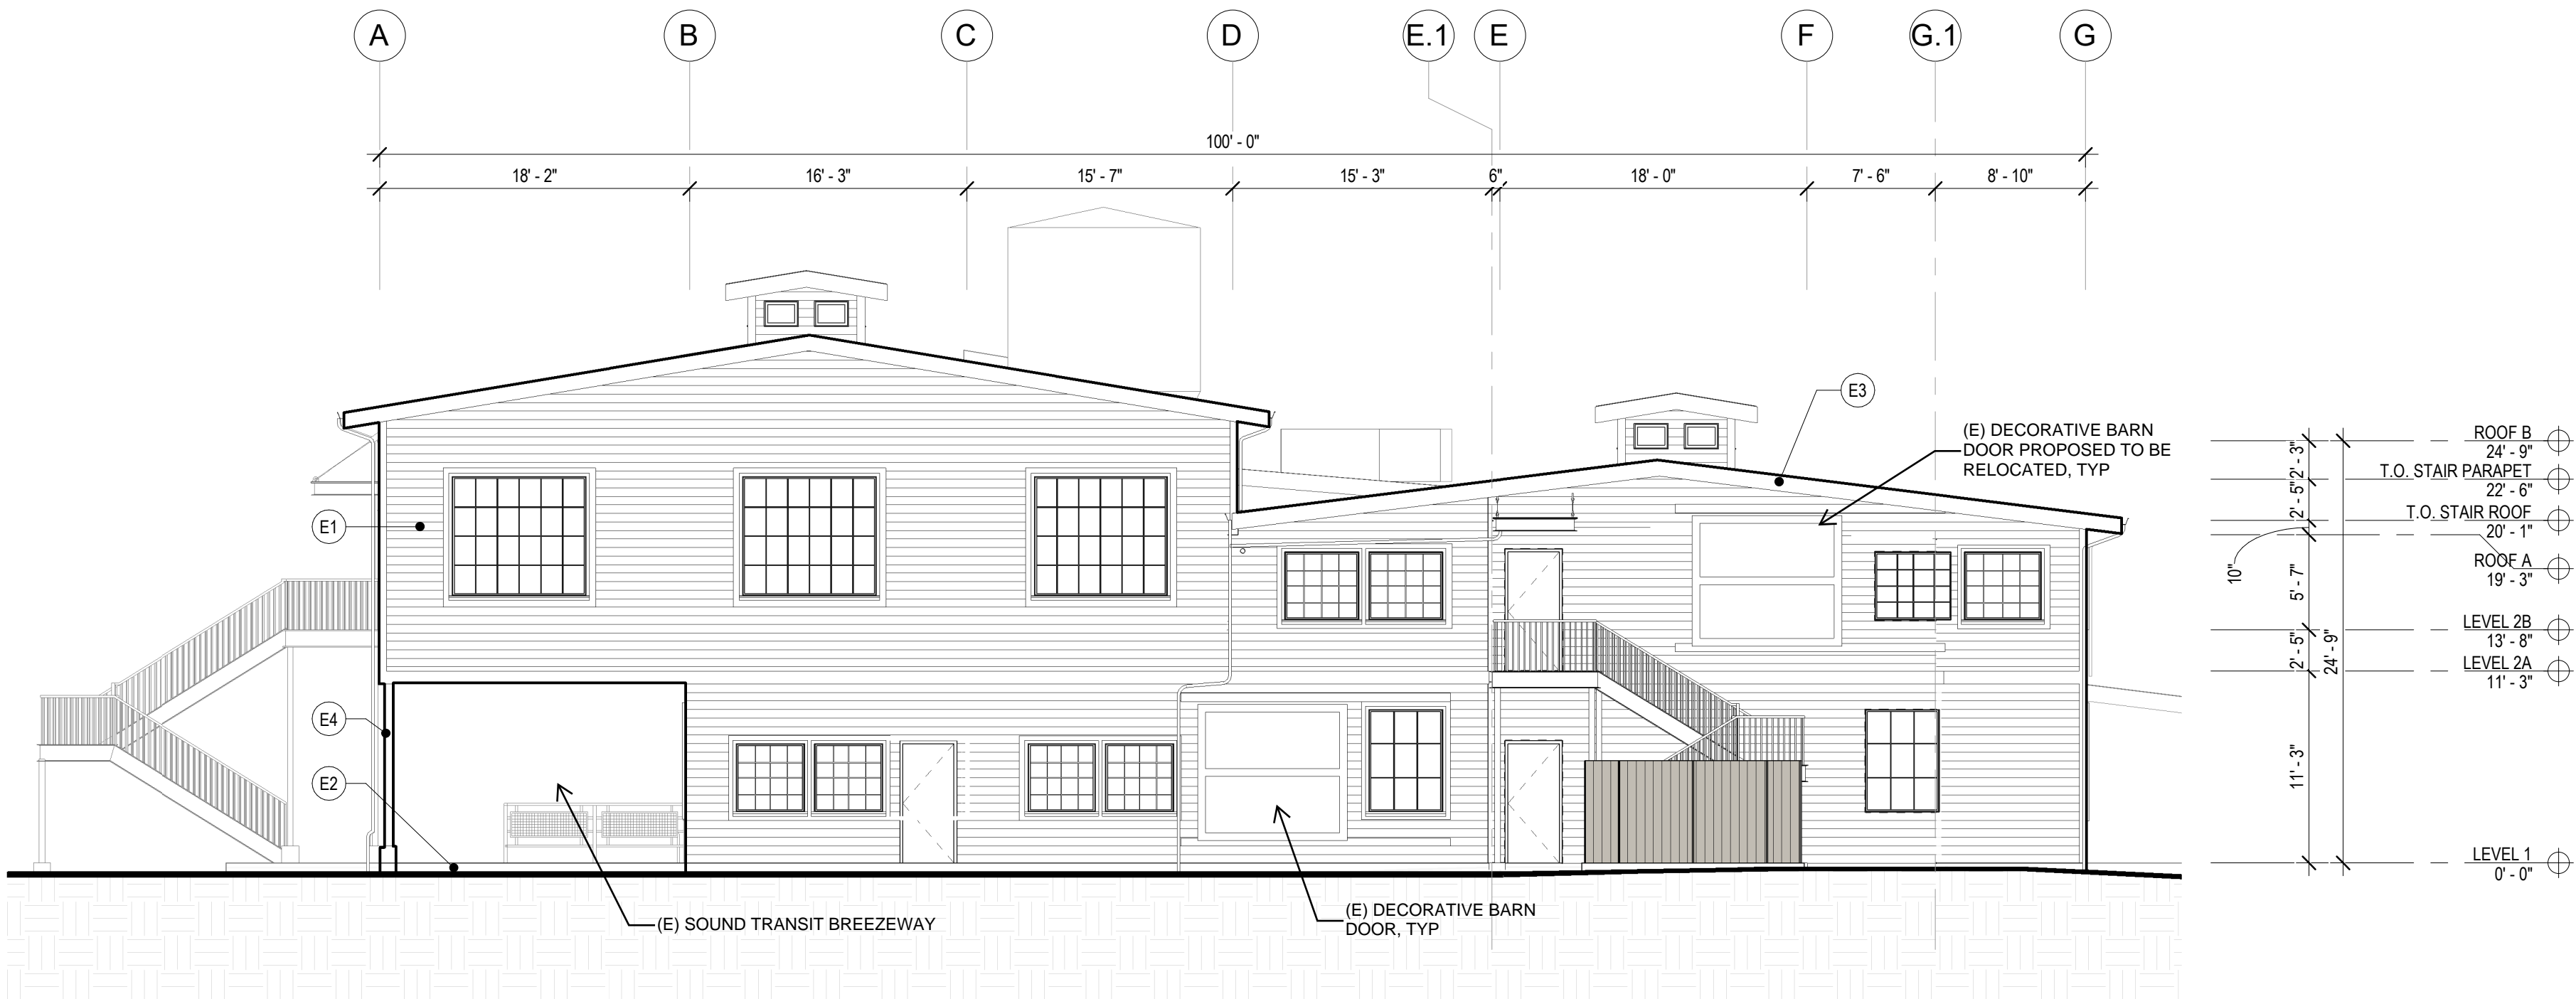 A B C D E.1 E F G.1 G
100' - 0"
18' - 2" 16' - 3" 15' - 7" 15' - 3" 6" 18' - 0" 7' - 6" 8' - 10"
E3
(E) DECORATIVE BARN
DOOR PROPOSED TO BE
RELOCATED, TYP
E1
E4
E2
(E) SOUND TRANSIT BREEZEWAY
(E) DECORATIVE BARN
DOOR, TYP
2' - 3"
2' - 5"
10"
5' - 7"
2' - 5"
24' - 9"
11' - 3"
ROOF B
24' - 9"
T.O. STAIR PARAPET
22' - 6"
T.O. STAIR ROOF
20' - 1"
ROOF A
19' - 3"
LEVEL 2B
13' - 8"
LEVEL 2A
11' - 3"
LEVEL 1
0' - 0"